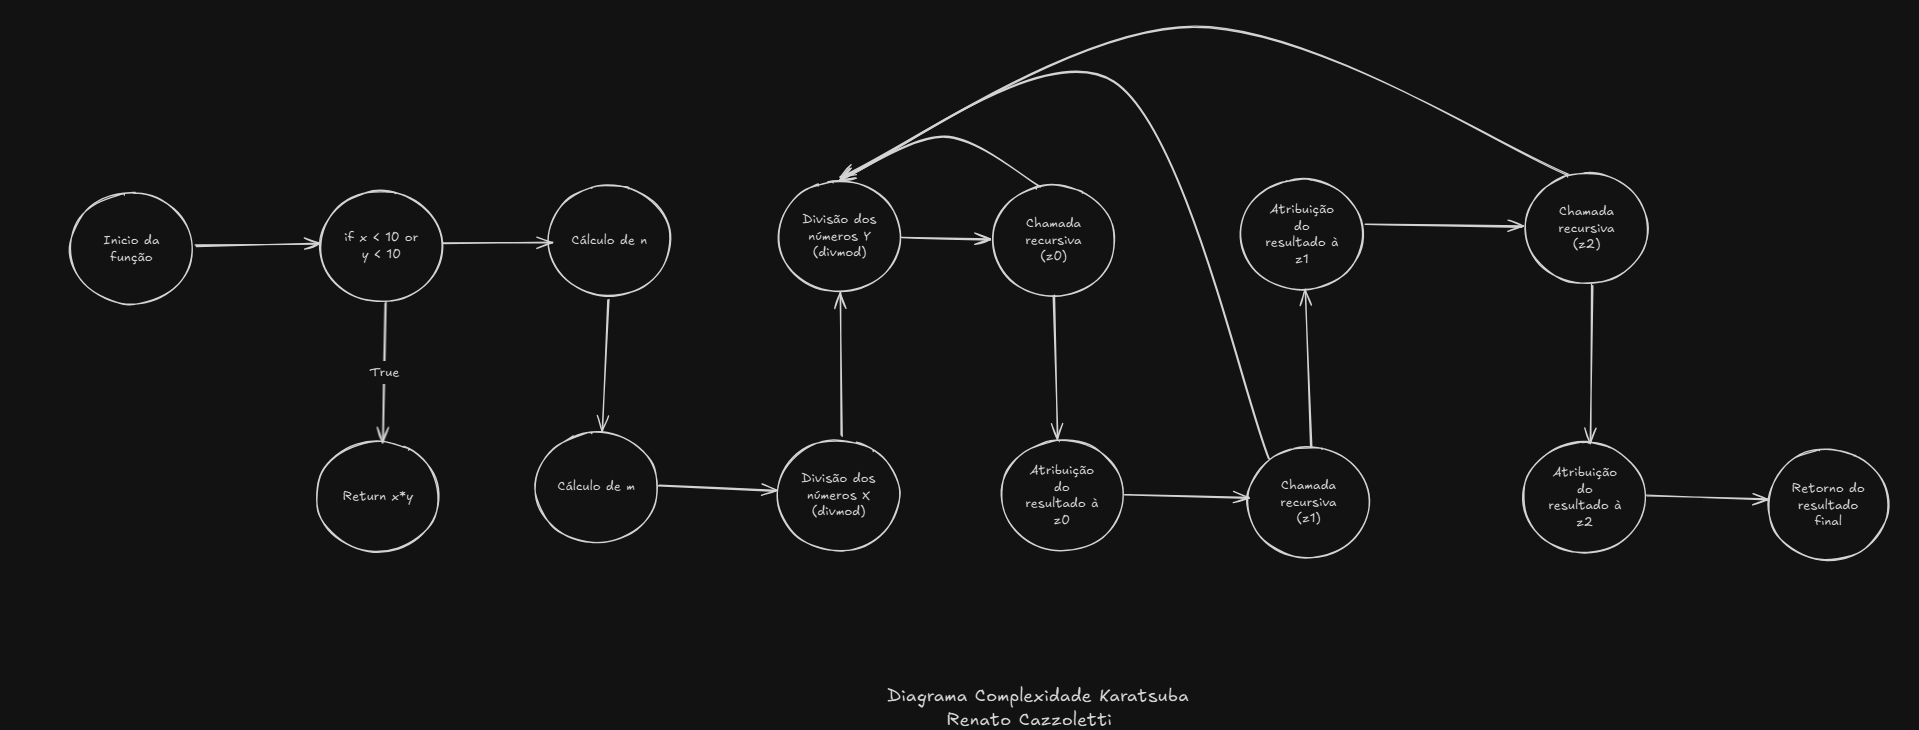 Inicio da
função
if x < 10 or
y < 10
Cálculo de n
True
Return x*y
Cálculo de m
Divisão dos
números X
(divmod)
Divisão dos
números Y
(divmod)
Chamada
recursiva
(z0)
Atribuição
do
resultado à
z0
Chamada
recursiva
(z1)
Atribuição
do
resultado à
z1
Chamada
recursiva
(z2)
Atribuição
do
resultado à
z2
Retorno do
resultado
final
Diagrama Complexidade Karatsuba
Renato Cazzoletti